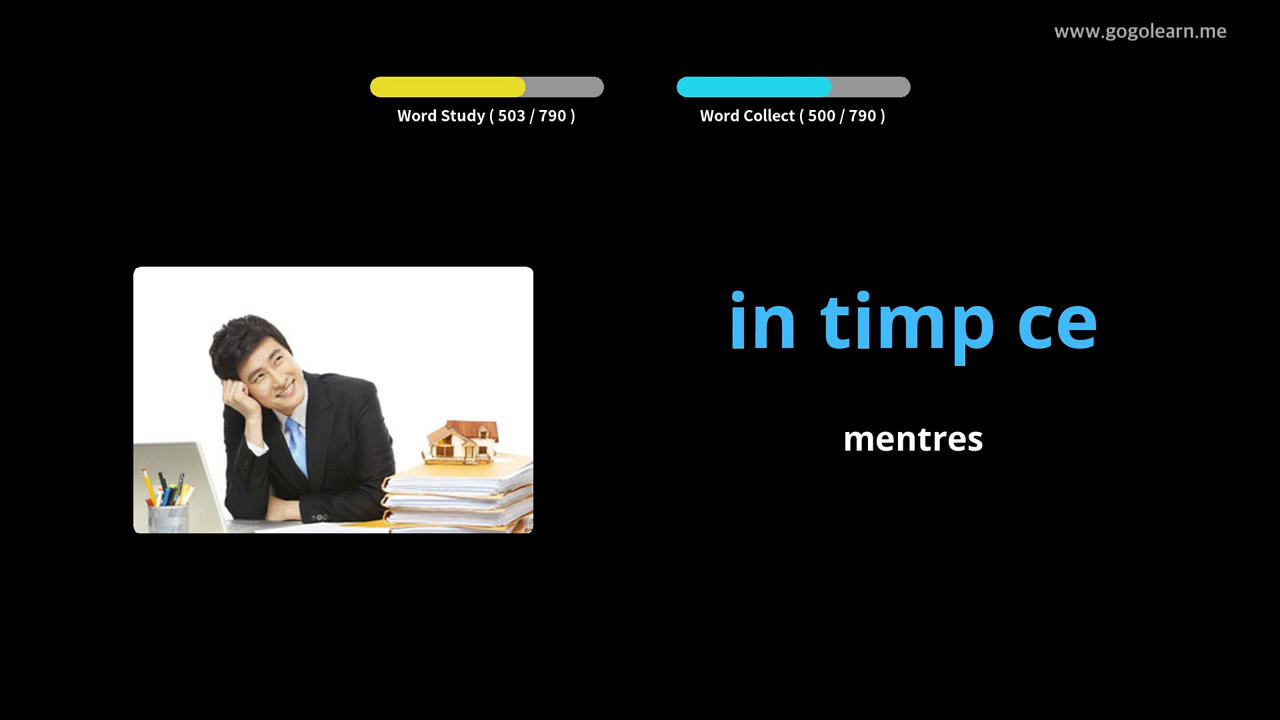 www.gogolearn.me
Word Study ( 503 / 790 )
Word Collect ( 500 / 790 )
in timp ce
mentres